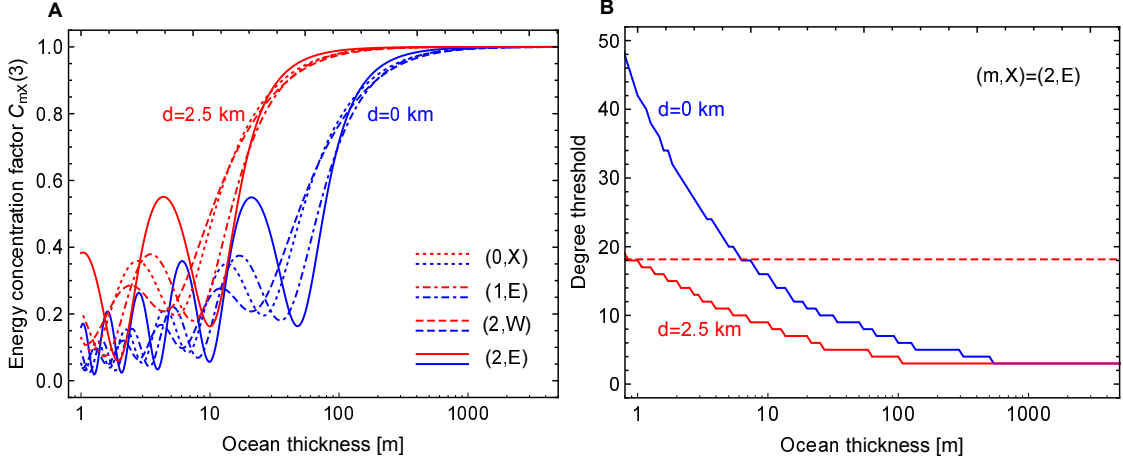 A
Energy concentration factor CmX(3)
1.0
0.8
0.6
0.4
0.2
0.0
d=2.5 km
d=0 km
(0,X)
(1,E)
(2,W)
(2,E)
1
10
100
1000
Ocean thickness [m]
B
Degree threshold
50
40
30
20
10
0
(m,X)=(2,E)
d=0 km
d=2.5 km
1
10
100
1000
Ocean thickness [m]